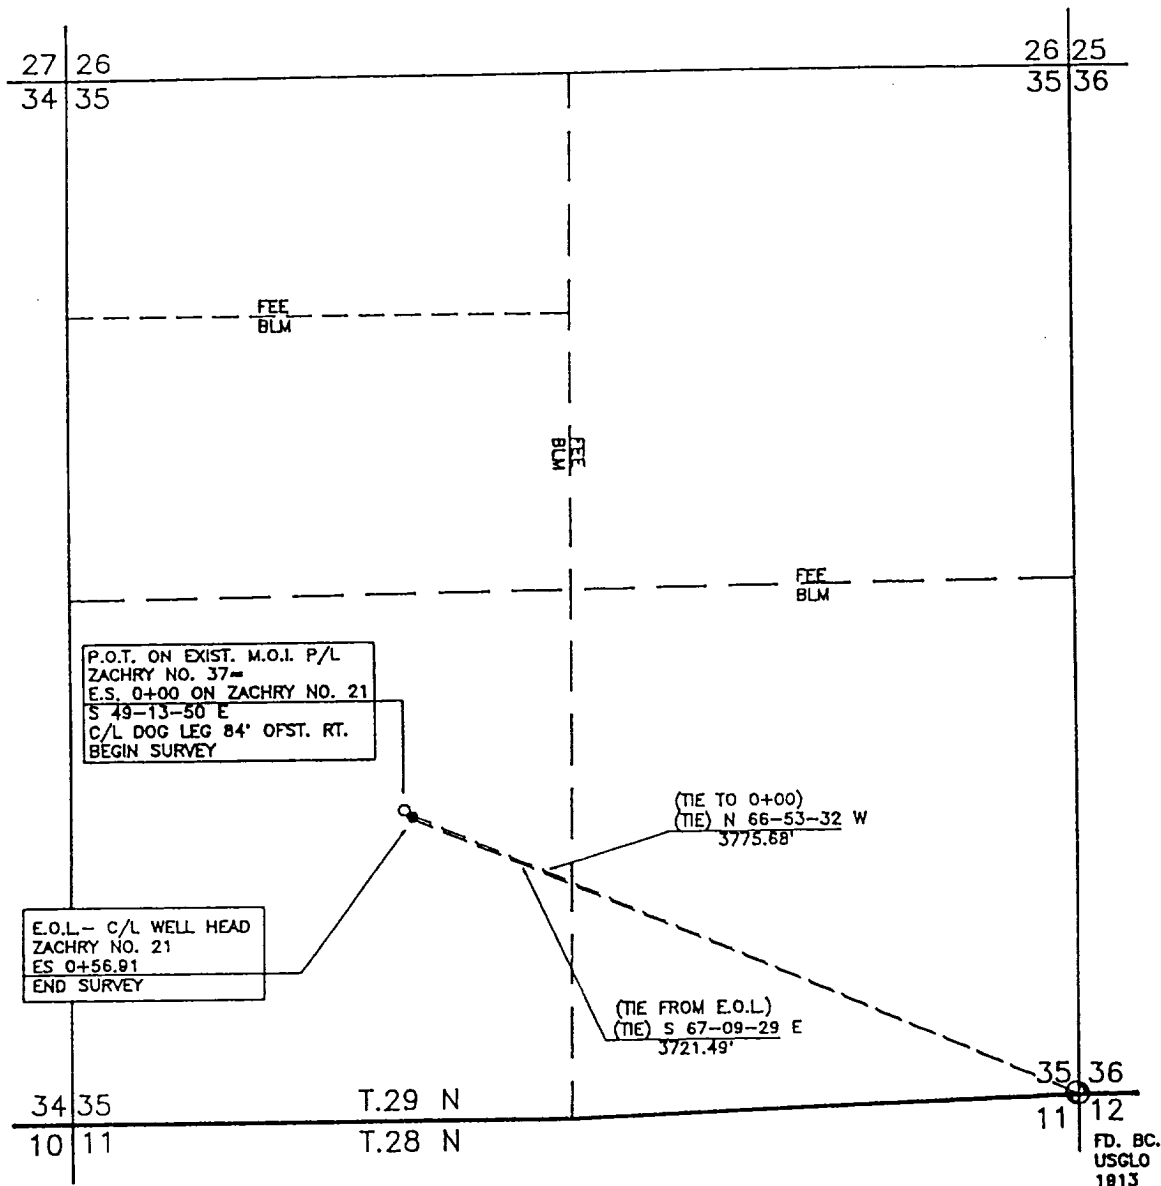 27 26
26 25
34 35
35 36
FEE
BLM
FEE
BLM
FEE
BLM
P.O.T. ON EXIST. M.O.I. P/L
ZACHRY NO. 37=
E.S. 0+00 ON ZACHRY NO. 21
S 49-13-50 E
C/L DOG LEG 84' OFST. RT.
BEGIN SURVEY
(TIE TO 0+00)
(TIE) N 66-53-32 W
3775.68'
E.O.L.- C/L WELL HEAD
ZACHRY NO. 21
ES 0+56.91
END SURVEY
(TIE FROM E.O.L.)
(TIE) S 67-09-29 E
3721.49'
35 36
34 35
T.29 N
11 12
10 11
T.28 N
FD. BC.
USGLO
1913